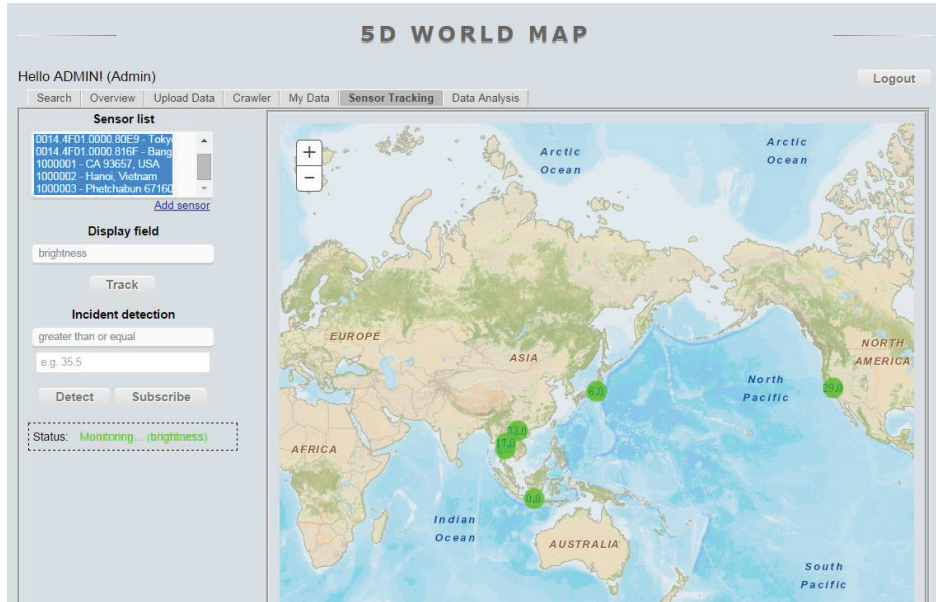 5D WORLD MAP
Hello ADMIN! (Admin)
Logout
Search Overview Upload Data Crawler My Data Sensor Tracking Data Analysis
Sensor list
0014.4F01.0000.80E9 - Toky
0014.4F01.0000.816F - Bang
1000001 - CA 93657, USA
1000002 - Hanoi, Vietnam
1000003 - Phetchabun 67160
Add sensor
Display field
brightness
Track
Incident detection
greater than or equal
e.g. 35.5
Detect Subscribe
Status: Monitoring... (brightness)
+
−
Arctic
Ocean
Arctic
Ocean
EUROPE
ASIA
NORTH
AMERICA
North
Pacific
6.0
29.0
33.0
17.0
AFRICA
0.0
Indian
Ocean
AUSTRALIA
South
Pacific